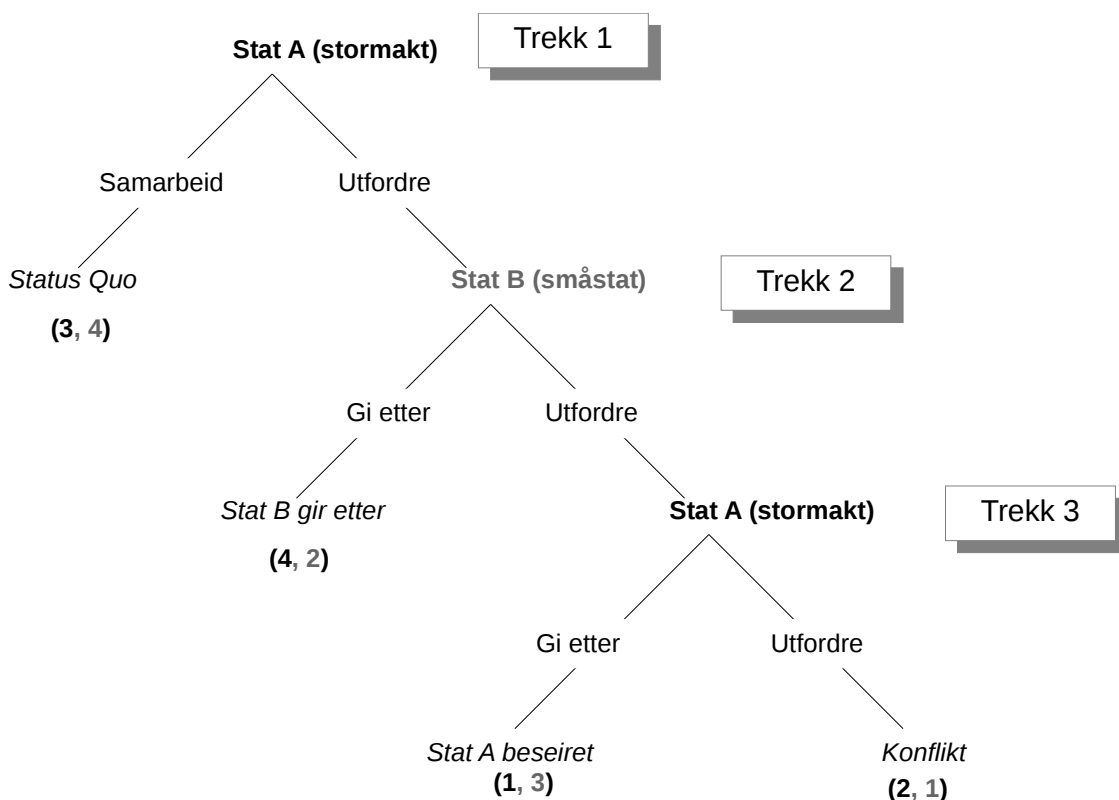 Stat A (stormakt)
Trekk 1
Samarbeid
Utfordre
Status Quo
(3, 4)
Stat B (småstat)
Trekk 2
Gi etter
Utfordre
Stat B gir etter
(4, 2)
Stat A (stormakt)
Trekk 3
Gi etter
Utfordre
Stat A beseiret
(1, 3)
Konflikt
(2, 1)